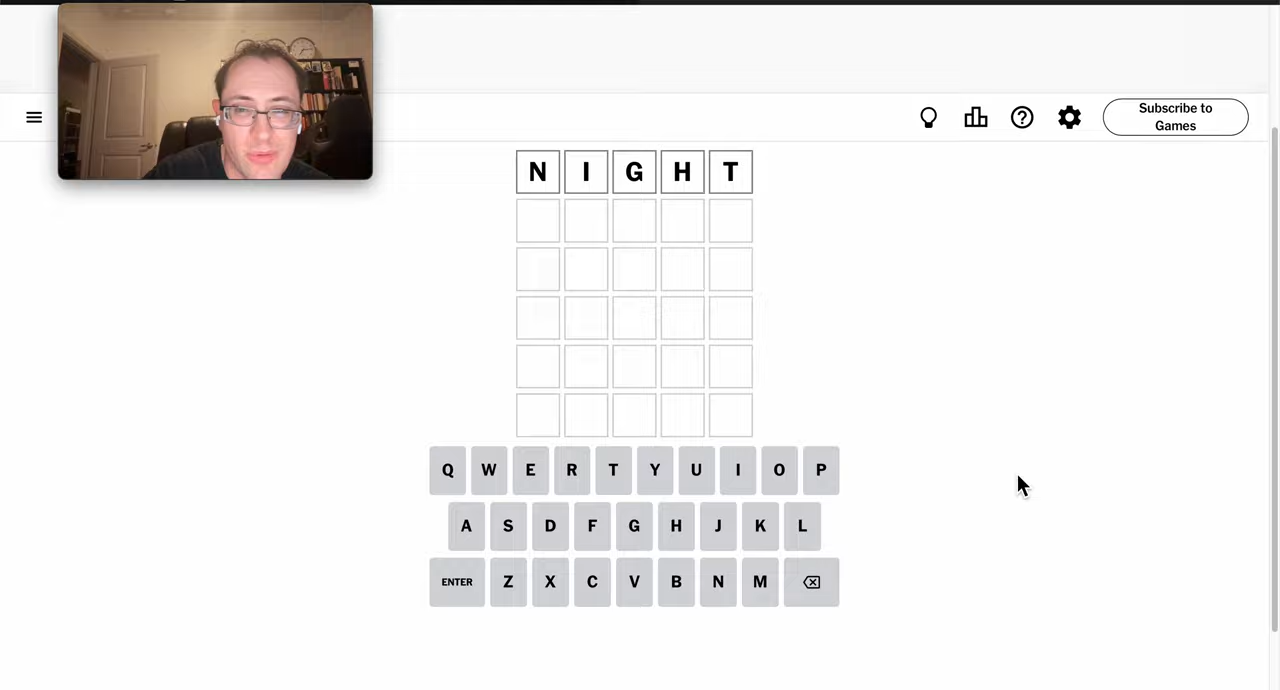 Subscribe to
Games
N I G H T
Q W E R T Y U I O P
A S D F G H J K L
ENTER Z X C V B N M